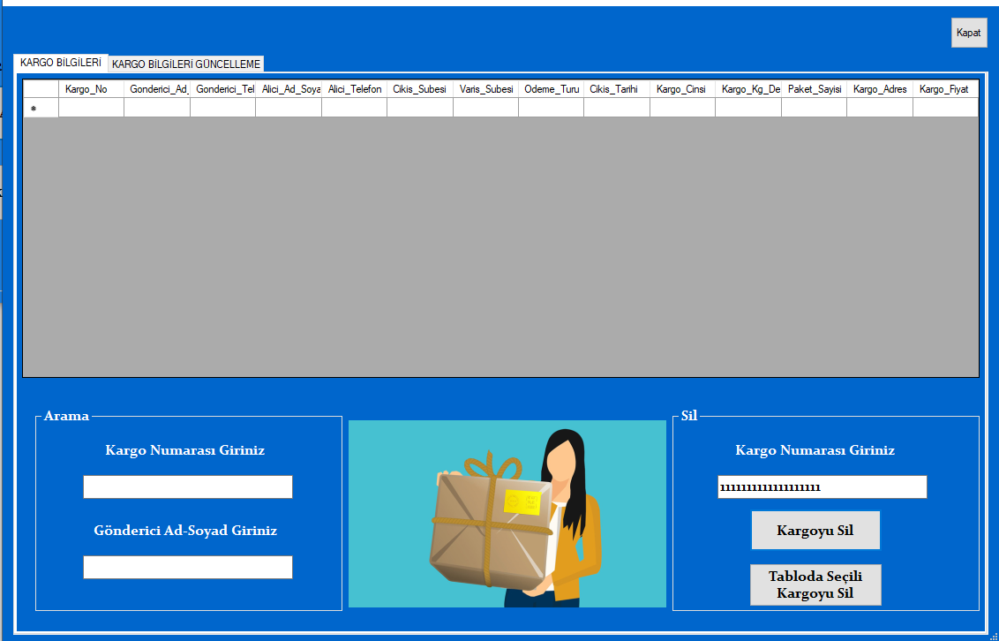 Kapat
KARGO BİLGİLERİ KARGO BİLGİLERİ GÜNCELLEME
Kargo_No Gonderici_Ad_ Gonderici_Tel Alici_Ad_Soya Alici_Telefon Cikis_Subesi Varis_Subesi Odeme_Turu Cikis_Tarihi Kargo_Cinsi Kargo_Kg_De Paket_Sayisi Kargo_Adres Kargo_Fiyat
Arama
Kargo Numarası Giriniz
Gönderici Ad-Soyad Giriniz
Sil
Kargo Numarası Giriniz
1111111111111111111
Kargoyu Sil
Tabloda Seçili
Kargoyu Sil